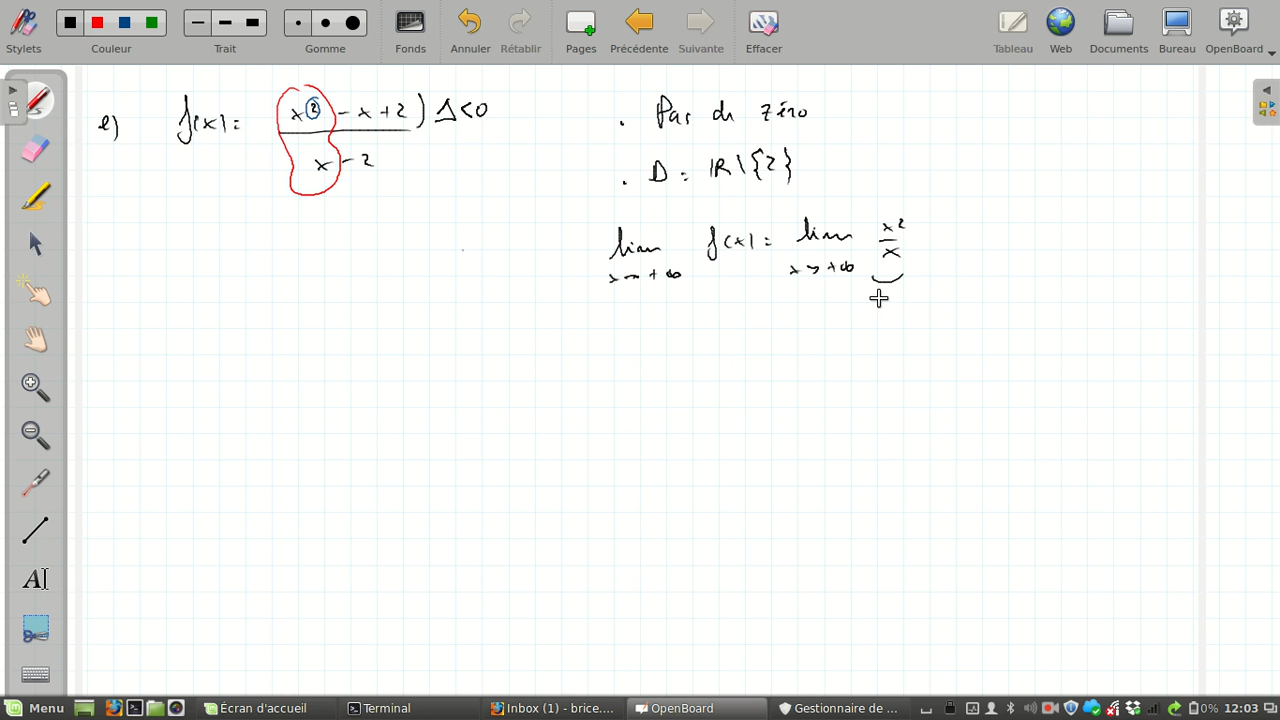 Stylets Couleur Trait Gomme Fonds Annuler Rétablir Pages Précédente Suivante Effacer Tableau Web Documents Bureau OpenBoard
e) f(x) = (x² - x + 2) / (x - 2) ) Δ<0
. Pas de zéro
. D = ℝ\{2}
lim x→+∞ f(x) = lim x→+∞ x²/x
Menu Écran d'accueil Terminal Inbox (1) – brice.... OpenBoard Gestionnaire de ... 0% 12:03